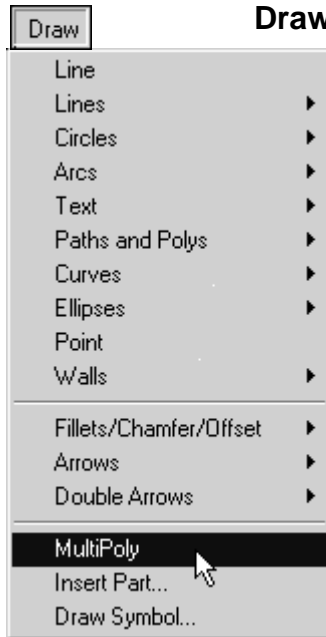 Draw
Draw
Line
Lines
Circles
Arcs
Text
Paths and Polys
Curves
Ellipses
Point
Walls
Fillets/Chamfer/Offset
Arrows
Double Arrows
MultiPoly
Insert Part...
Draw Symbol...